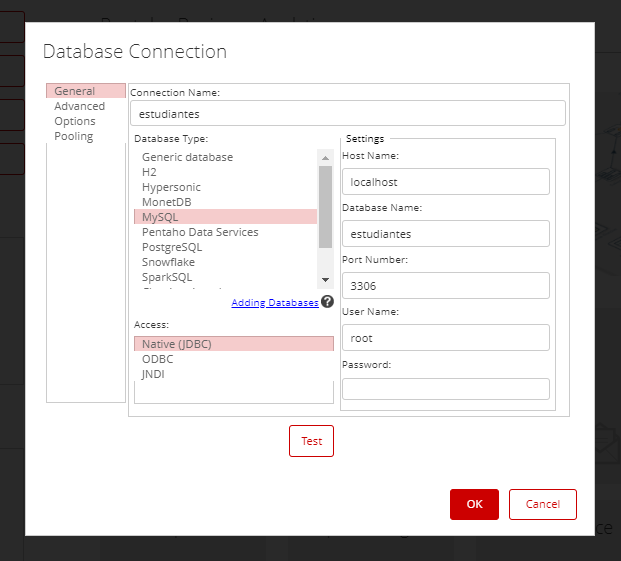 Database Connection
General
Advanced
Options
Pooling
Connection Name:
estudiantes
Database Type:
Generic database
H2
Hypersonic
MonetDB
MySQL
Pentaho Data Services
PostgreSQL
Snowflake
SparkSQL
Adding Databases
Access:
Native (JDBC)
ODBC
JNDI
Settings
Host Name:
localhost
Database Name:
estudiantes
Port Number:
3306
User Name:
root
Password:
Test
OK
Cancel